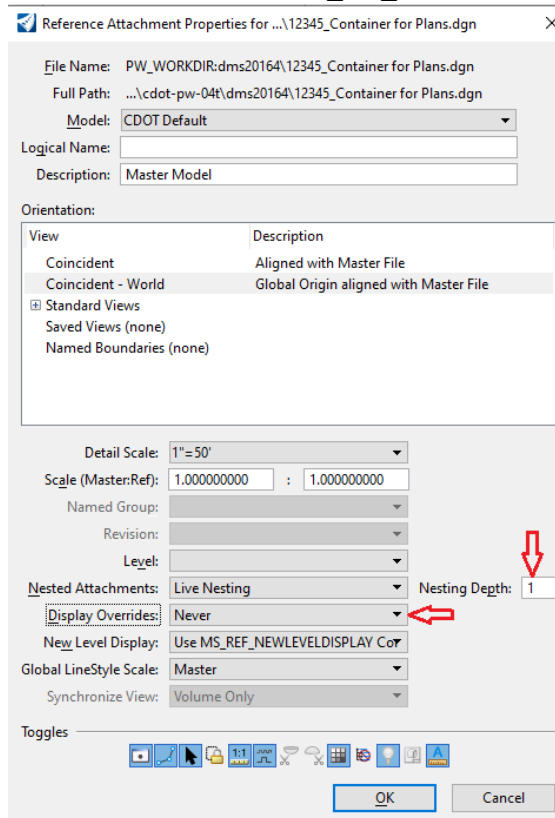 Reference Attachment Properties for ...\12345_Container for Plans.dgn
File Name: PW_WORKDIR:dms20164\12345_Container for Plans.dgn
Full Path: ...\cdot-pw-04t\dms20164\12345_Container for Plans.dgn
Model: CDOT Default
Logical Name:
Description: Master Model
Orientation:
View Description
Coincident Aligned with Master File
Coincident - World Global Origin aligned with Master File
Standard Views
Saved Views (none)
Named Boundaries (none)
Detail Scale: 1"=50'
Scale (Master:Ref): 1.000000000 : 1.000000000
Named Group:
Revision:
Level:
Nested Attachments: Live Nesting Nesting Depth: 1
Display Overrides: Never
New Level Display: Use MS_REF_NEWLEVELDISPLAY Co
Global LineStyle Scale: Master
Synchronize View: Volume Only
Toggles
1:1
A
OK Cancel